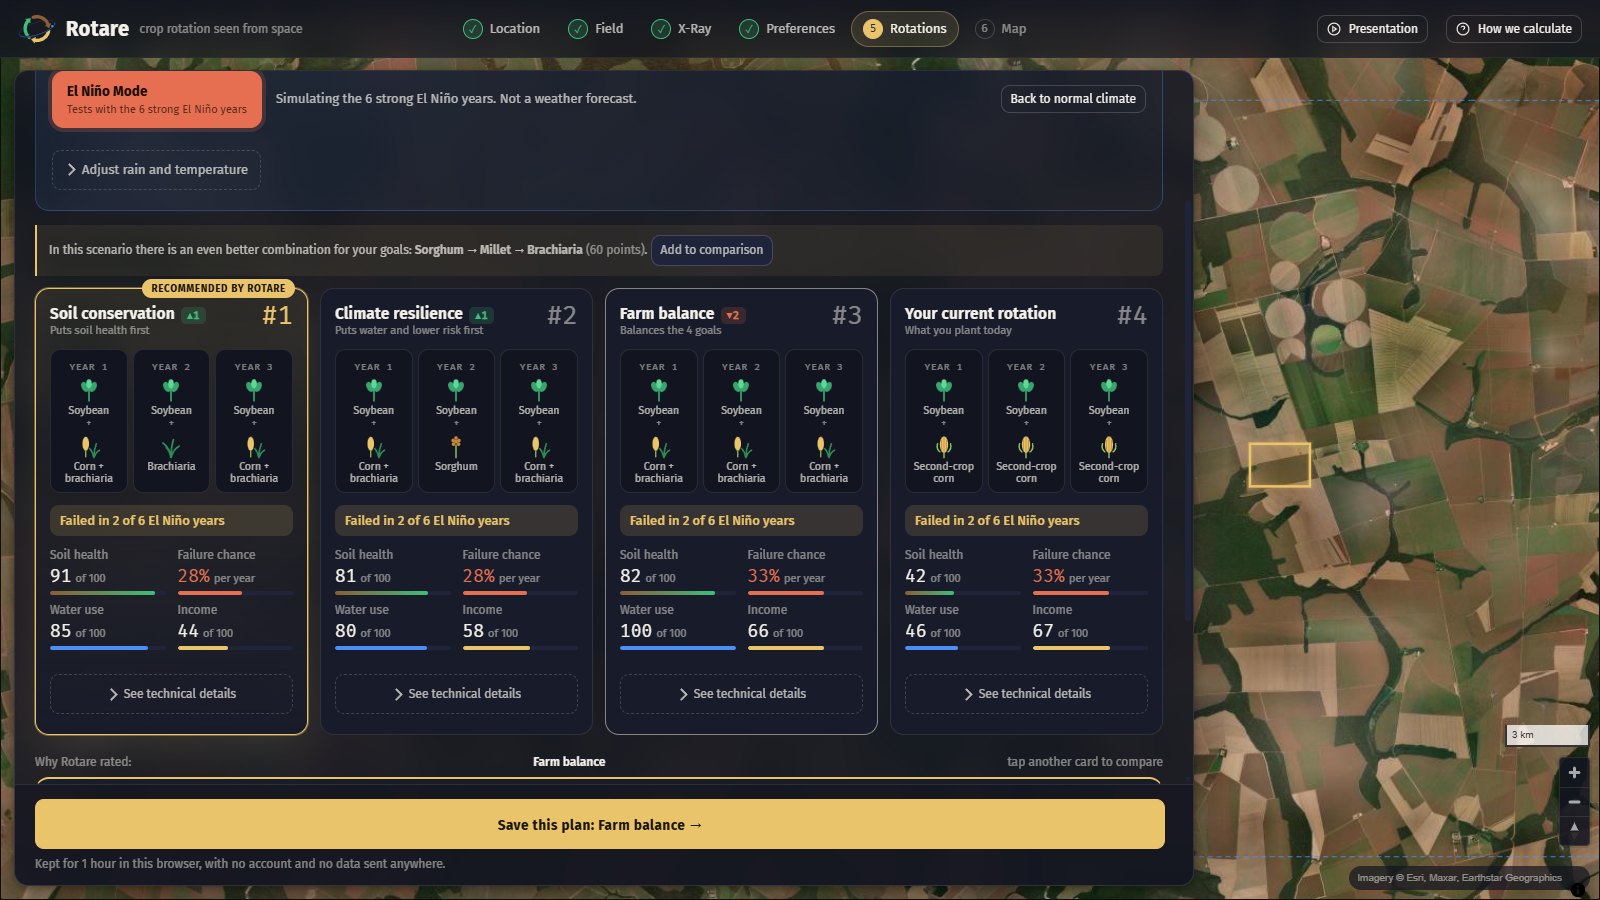 Rotare
crop rotation seen from space
Location
Field
X-Ray
Preferences
5 Rotations
6 Map
Presentation
How we calculate
El Niño Mode
Tests with the 6 strong El Niño years
Simulating the 6 strong El Niño years. Not a weather forecast.
Back to normal climate
Adjust rain and temperature
In this scenario there is an even better combination for your goals: Sorghum → Millet → Brachiaria (60 points).
Add to comparison
RECOMMENDED BY ROTARE
Soil conservation ▲1 #1
Puts soil health first
YEAR 1
Soybean
+
Corn +
brachiaria
YEAR 2
Soybean
+
Brachiaria
YEAR 3
Soybean
+
Corn +
brachiaria
Failed in 2 of 6 El Niño years
Soil health
91 of 100
Failure chance
28% per year
Water use
85 of 100
Income
44 of 100
See technical details
Climate resilience ▲1 #2
Puts water and lower risk first
YEAR 1
Soybean
+
Corn +
brachiaria
YEAR 2
Soybean
+
Sorghum
YEAR 3
Soybean
+
Corn +
brachiaria
Failed in 2 of 6 El Niño years
Soil health
81 of 100
Failure chance
28% per year
Water use
80 of 100
Income
58 of 100
See technical details
Farm balance ▼2 #3
Balances the 4 goals
YEAR 1
Soybean
+
Corn +
brachiaria
YEAR 2
Soybean
+
Corn +
brachiaria
YEAR 3
Soybean
+
Corn +
brachiaria
Failed in 2 of 6 El Niño years
Soil health
82 of 100
Failure chance
33% per year
Water use
100 of 100
Income
66 of 100
See technical details
Your current rotation #4
What you plant today
YEAR 1
Soybean
+
Second-crop
corn
YEAR 2
Soybean
+
Second-crop
corn
YEAR 3
Soybean
+
Second-crop
corn
Failed in 2 of 6 El Niño years
Soil health
42 of 100
Failure chance
33% per year
Water use
46 of 100
Income
67 of 100
See technical details
Why Rotare rated:
Farm balance
tap another card to compare
Save this plan: Farm balance →
Kept for 1 hour in this browser, with no account and no data sent anywhere.
3 km
Imagery © Esri, Maxar, Earthstar Geographics